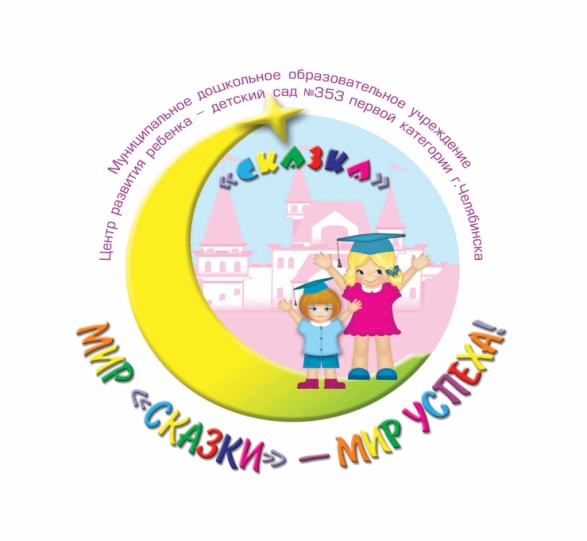 Муниципальное дошкольное образовательное учреждение
Центр развития ребенка – детский сад №353 первой категории г.Челябинска
«СКАЗКА»
МИР «СКАЗКИ» – МИР УСПЕХА!